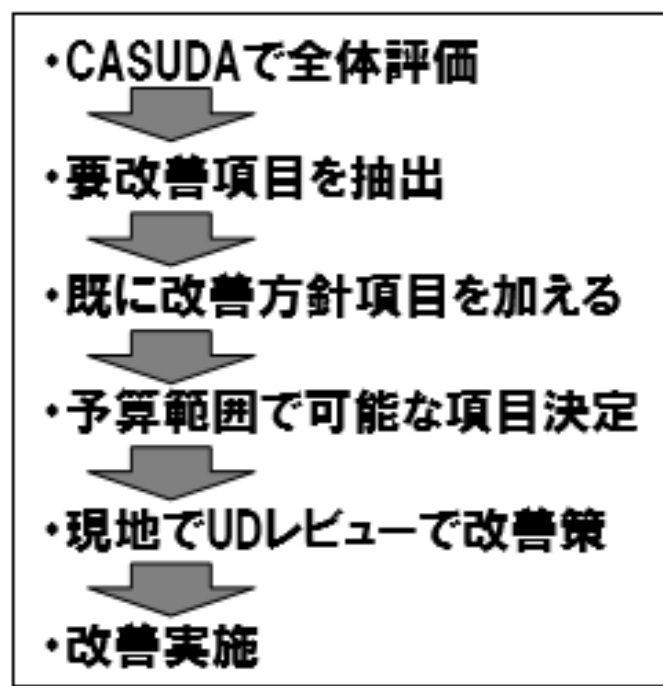 ・CASUDAで全体評価
・要改善項目を抽出
・既に改善方針項目を加える
・予算範囲で可能な項目決定
・現地でUDレビューで改善策
・改善実施